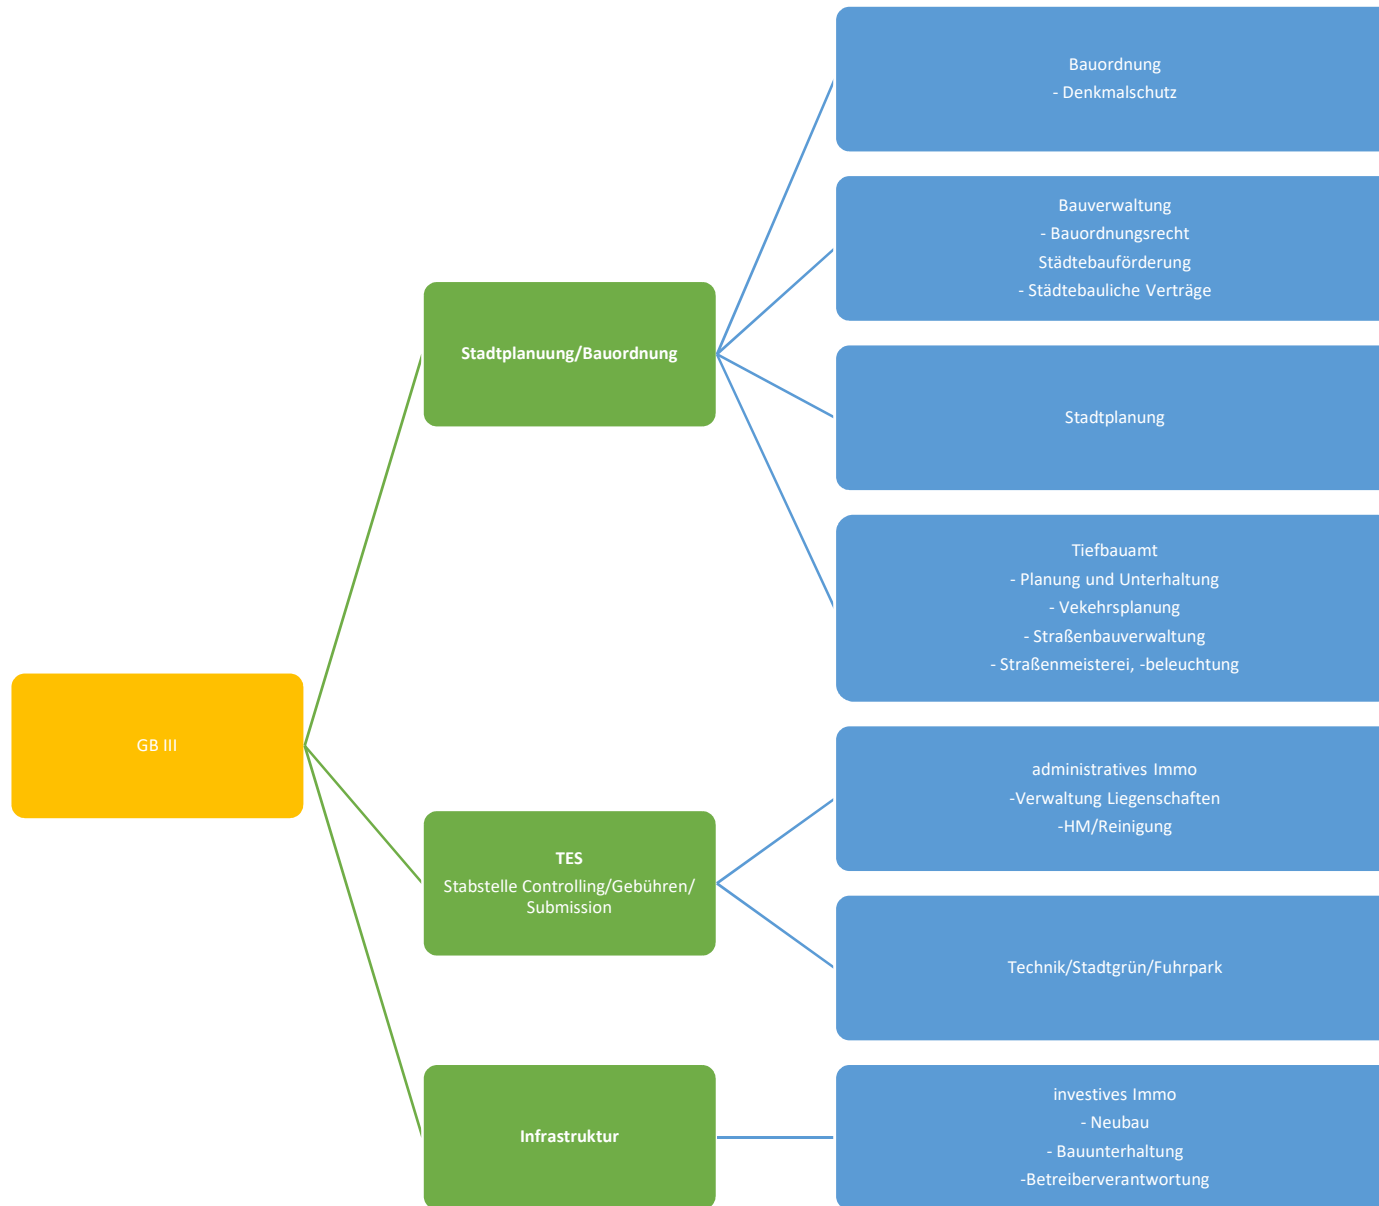 GB III
Stadtplanuung/Bauordnung
Bauordnung
- Denkmalschutz
Bauverwaltung
- Bauordnungsrecht
Städtebauförderung
- Städtebauliche Verträge
Stadtplanung
Tiefbauamt
- Planung und Unterhaltung
- Vekehrsplanung
- Straßenbauverwaltung
- Straßenmeisterei, -beleuchtung
TES
Stabstelle Controlling/Gebühren/
Submission
administratives Immo
-Verwaltung Liegenschaften
-HM/Reinigung
Technik/Stadtgrün/Fuhrpark
Infrastruktur
investives Immo
- Neubau
- Bauunterhaltung
-Betreiberverantwortung